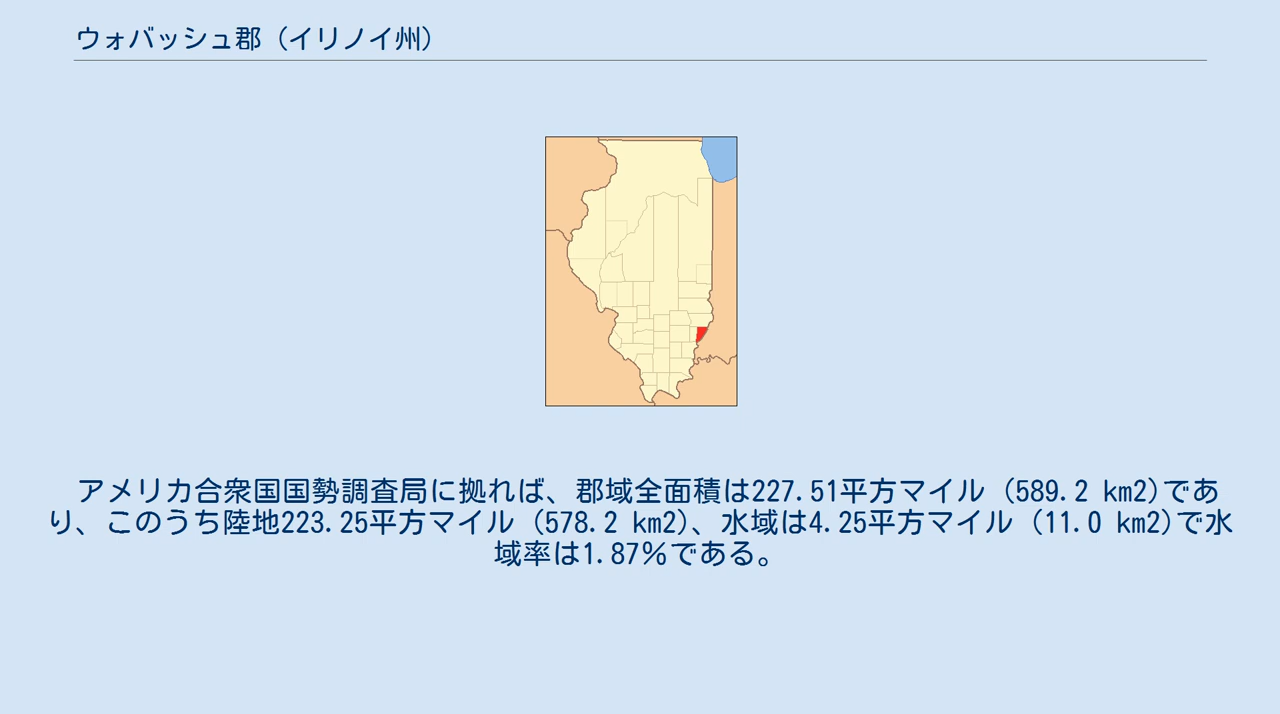 ウォバッシュ郡 (イリノイ州)
アメリカ合衆国国勢調査局に拠れば、郡域全面積は227.51平方マイル (589.2 km2)であ
り、このうち陸地223.25平方マイル (578.2 km2)、水域は4.25平方マイル (11.0 km2)で水
域率は1.87%である。